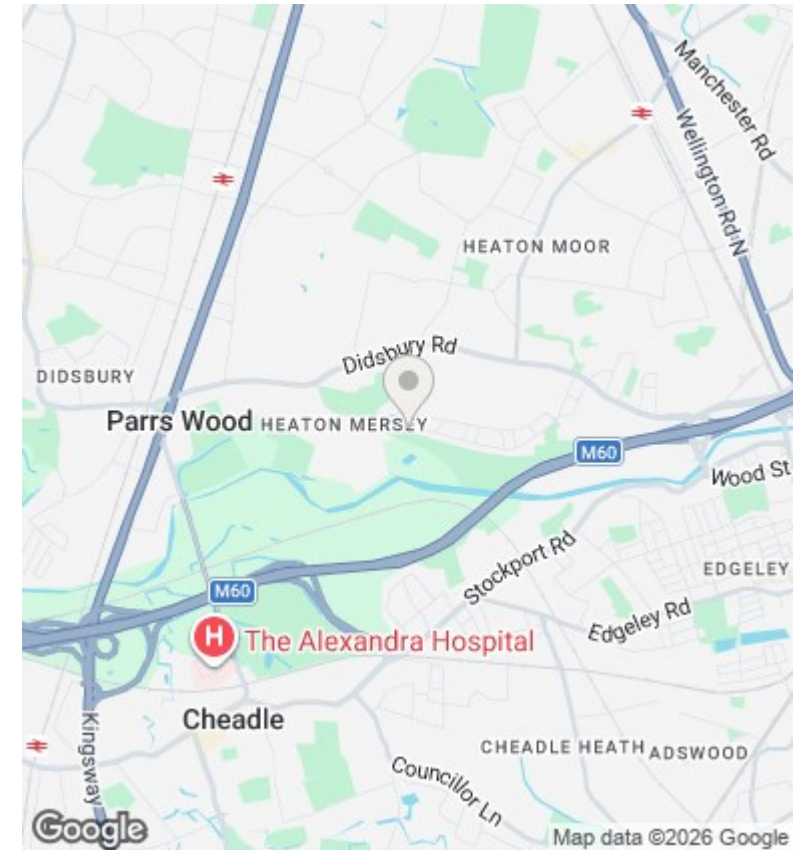 Manchester Rd
Wellington Rd N
HEATON MOOR
Didsbury Rd
DIDSBURY
Parrs Wood
HEATON MERSEY
M60
Wood St
Stockport Rd
EDGELEY
M60
Edgeley Rd
H
The Alexandra Hospital
Kingsway
Cheadle
CHEADLE HEATH
ADSWOOD
Councillor Ln
Google
Map data ©2026 Google